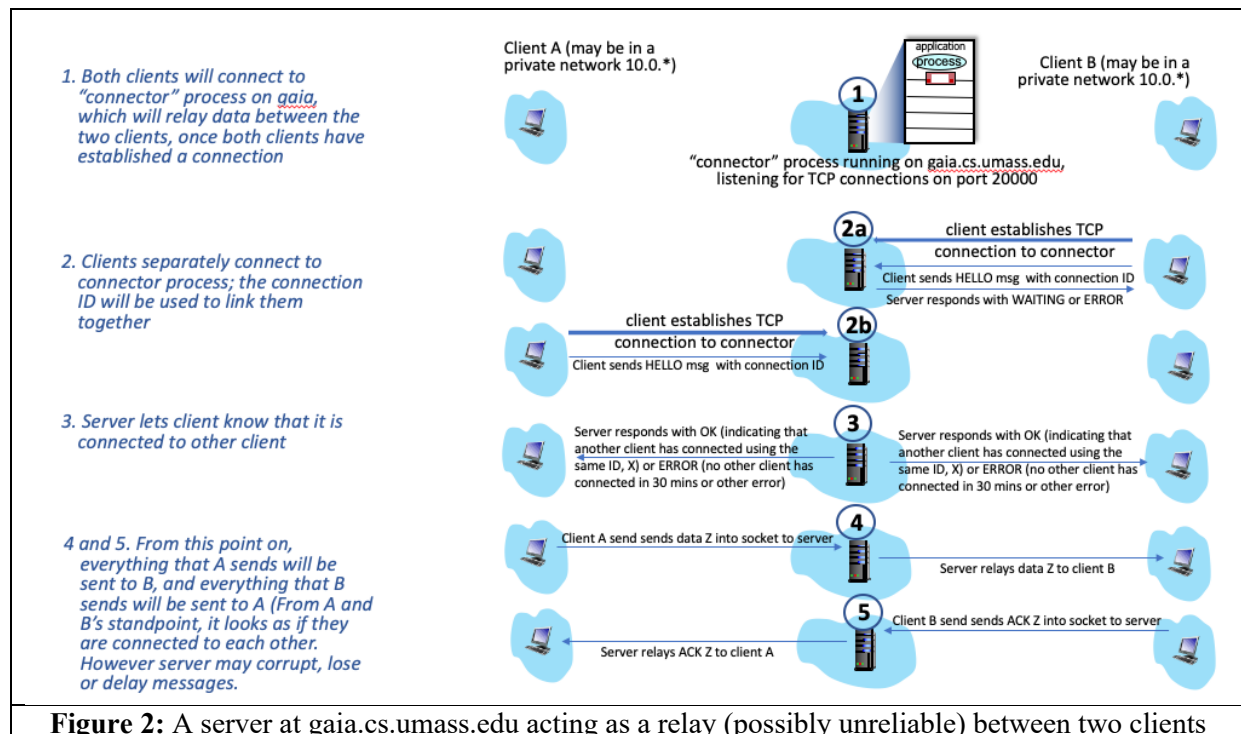 Client A (may be in a
private network 10.0.*)
application
process
Client B (may be in a
private network 10.0.*)
1. Both clients will connect to
“connector” process on gaia,
which will relay data between the
two clients, once both clients have
established a connection
1
“connector” process running on gaia.cs.umass.edu,
listening for TCP connections on port 20000
2. Clients separately connect to
connector process; the connection
ID will be used to link them
together
2a
client establishes TCP
connection to connector
Client sends HELLO msg with connection ID
Server responds with WAITING or ERROR
client establishes TCP
connection to connector
Client sends HELLO msg with connection ID
2b
3. Server lets client know that it is
connected to other client
Server responds with OK (indicating that
another client has connected using the
same ID, X) or ERROR (no other client has
connected in 30 mins or other error)
3
Server responds with OK (indicating that
another client has connected using the
same ID, X) or ERROR (no other client has
connected in 30 mins or other error)
4 and 5. From this point on,
everything that A sends will be
sent to B, and everything that B
sends will be sent to A (From A and
B’s standpoint, it looks as if they
are connected to each other.
However server may corrupt, lose
or delay messages.
Client A send sends data Z into socket to server
4
Server relays data Z to client B
5
Client B send sends ACK Z into socket to server
Server relays ACK Z to client A
Figure 2: A server at gaia.cs.umass.edu acting as a relay (possibly unreliable) between two clients